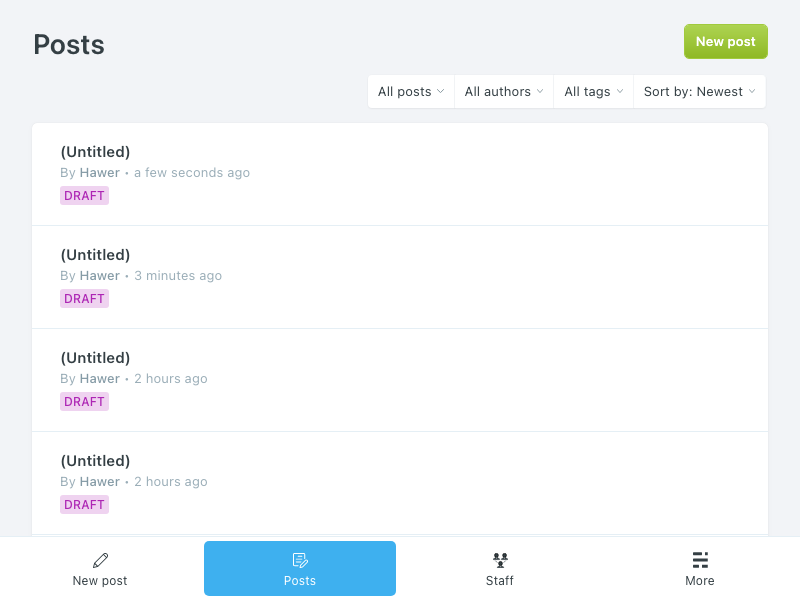 Posts
New post
All posts
All authors
All tags
Sort by: Newest
(Untitled)
By Hawer • a few seconds ago
DRAFT
(Untitled)
By Hawer • 3 minutes ago
DRAFT
(Untitled)
By Hawer • 2 hours ago
DRAFT
(Untitled)
By Hawer • 2 hours ago
DRAFT
New post
Posts
Staff
More